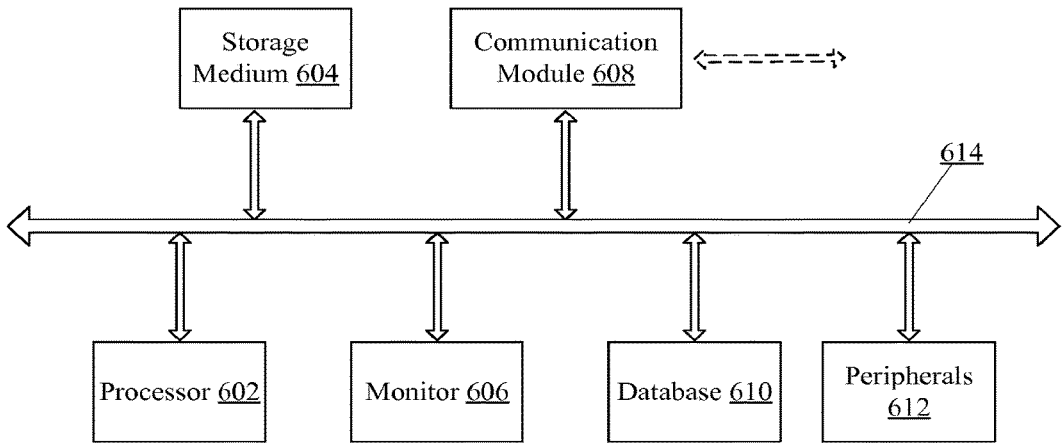 Storage
Medium 604
Communication
Module 608
614
Processor 602
Monitor 606
Database 610
Peripherals
612